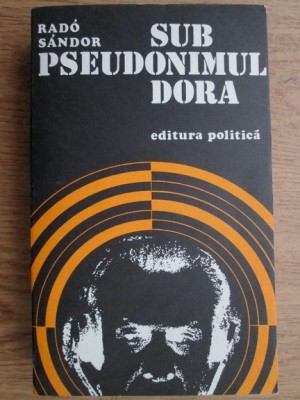 RADÓ
SÁNDOR
SUB
PSEUDONIMUL
DORA
editura politică